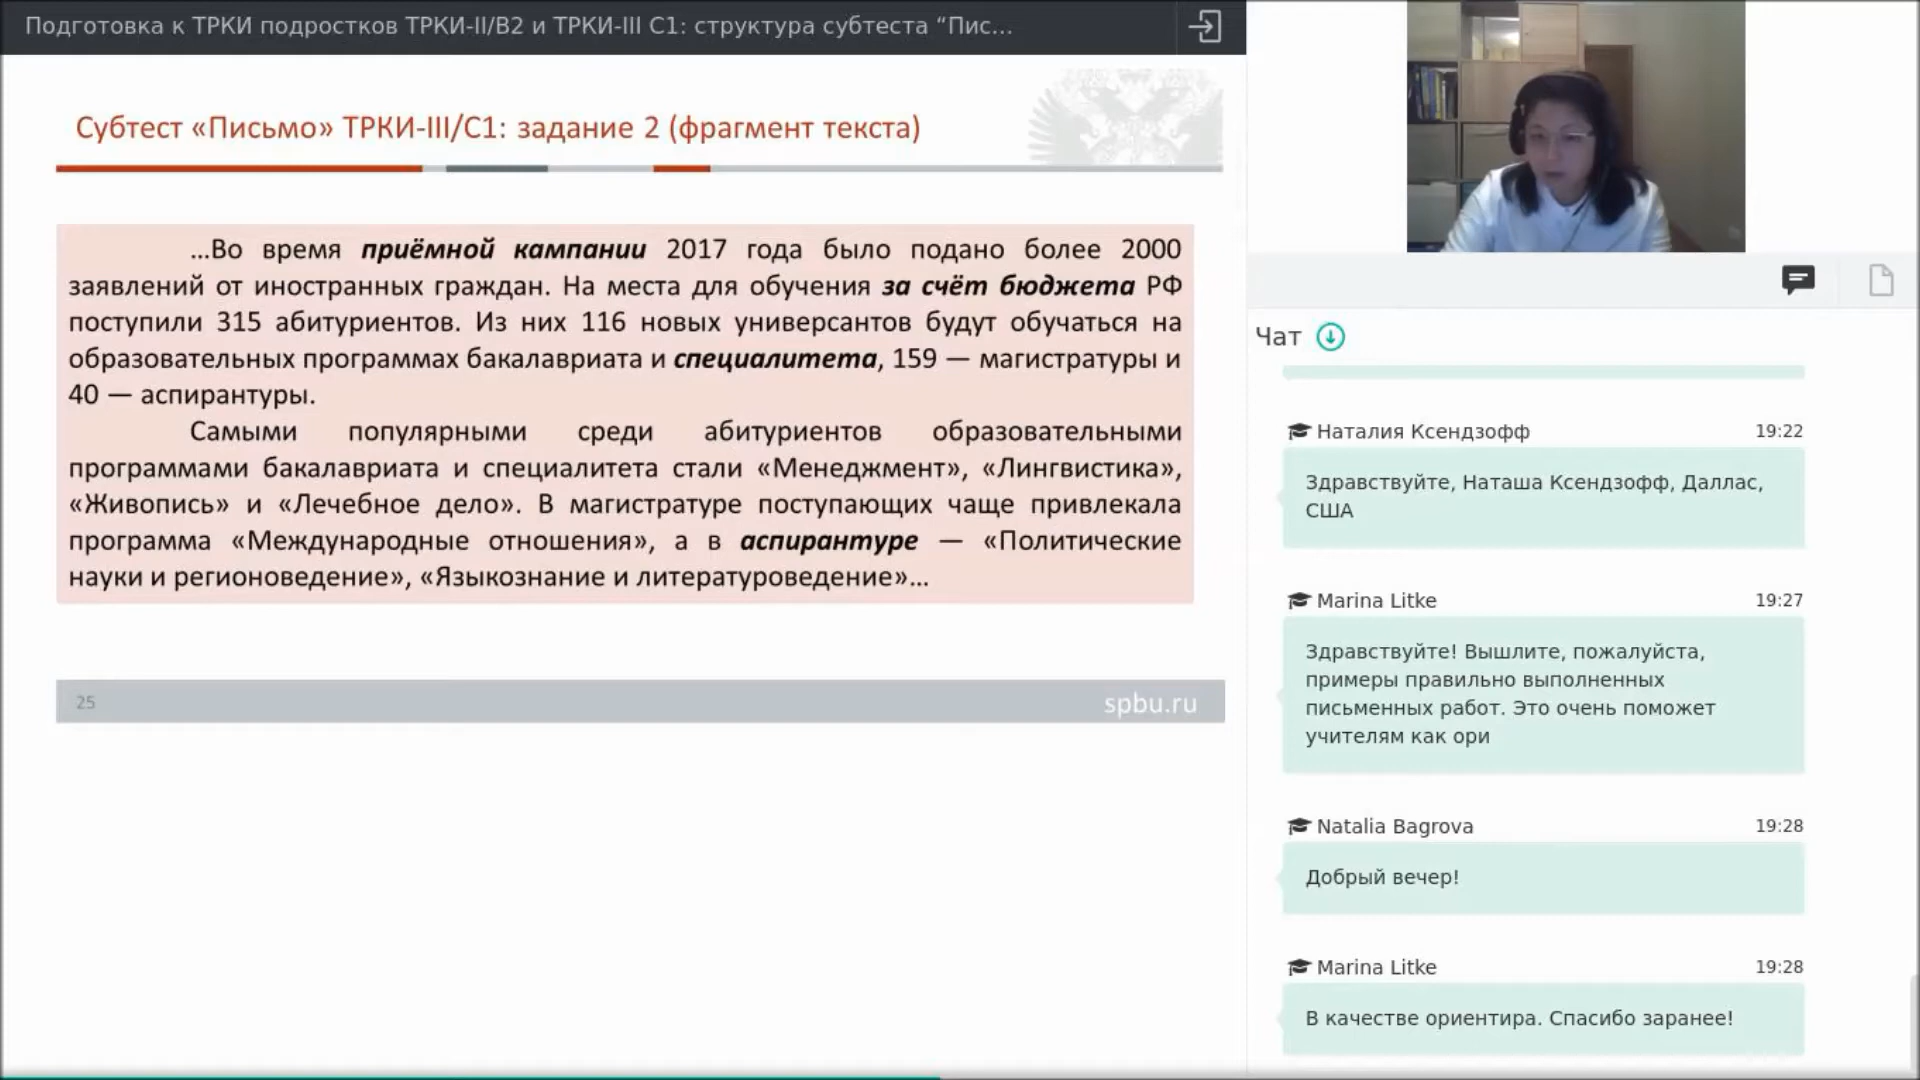 Подготовка к ТРКИ подростков ТРКИ-II/B2 и ТРКИ-III С1: структура субтеста “Пис...
Субтест «Письмо» ТРКИ-III/С1: задание 2 (фрагмент текста)
...Во время приёмной кампании 2017 года было подано более 2000
заявлений от иностранных граждан. На места для обучения за счёт бюджета РФ
поступили 315 абитуриентов. Из них 116 новых универсантов будут обучаться на
образовательных программах бакалавриата и специалитета, 159 — магистратуры и
40 — аспирантуры.
Самыми популярными среди абитуриентов образовательными
программами бакалавриата и специалитета стали «Менеджмент», «Лингвистика»,
«Живопись» и «Лечебное дело». В магистратуре поступающих чаще привлекала
программа «Международные отношения», а в аспирантуре — «Политические
науки и регионоведение», «Языкознание и литературоведение»...
25
spbu.ru
Чат
Наталия Ксендзофф 19:22
Здравствуйте, Наташа Ксендзофф, Даллас,
США
Marina Litke 19:27
Здравствуйте! Вышлите, пожалуйста,
примеры правильно выполненных
письменных работ. Это очень поможет
учителям как ори
Natalia Bagrova 19:28
Добрый вечер!
Marina Litke 19:28
В качестве ориентира. Спасибо заранее!